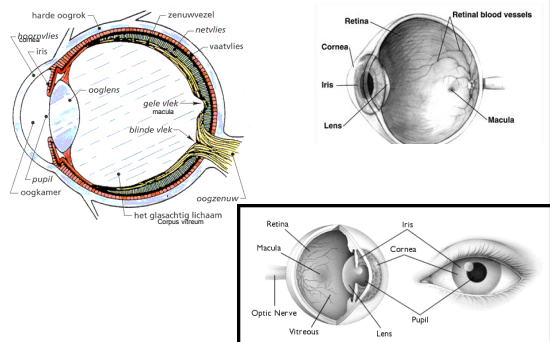 harde oogrok
zenuwvezel
netvlies
vaatvlies
hoornvlies
cornea
iris
ooglens
gele vlek
macula
blinde vlek
pupil
oogkamer
oogzenuw
het glasachtig lichaam
Corpus vitreum
Retina
Retinal blood vessels
Cornea
Iris
Lens
Macula
Retina
Macula
Optic Nerve
Vitreous
Iris
Cornea
Pupil
Lens